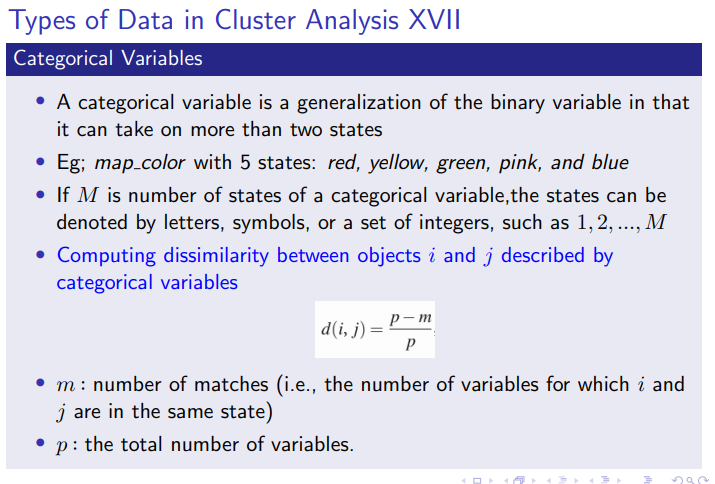 Types of Data in Cluster Analysis XVII
Categorical Variables
• A categorical variable is a generalization of the binary variable in that
it can take on more than two states
• Eg; map_color with 5 states: red, yellow, green, pink, and blue
• If M is number of states of a categorical variable,the states can be
denoted by letters, symbols, or a set of integers, such as 1, 2, ..., M
• Computing dissimilarity between objects i and j described by
categorical variables
d(i, j) = (p − m) / p
• m : number of matches (i.e., the number of variables for which i and
j are in the same state)
• p : the total number of variables.